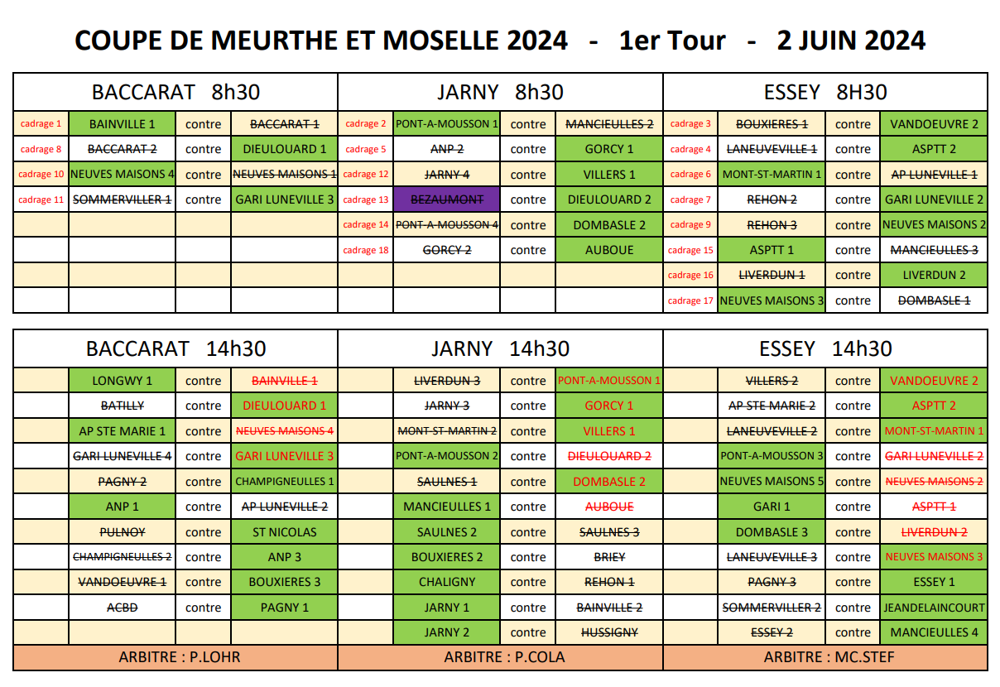 COUPE DE MEURTHE ET MOSELLE 2024 - 1er Tour - 2 JUIN 2024
BACCARAT 8h30 JARNY 8h30 ESSEY 8H30
cadrage 1 BAINVILLE 1 contre BACCARAT 1 cadrage 2 PONT-A-MOUSSON 1 contre MANCIEULLES 2 cadrage 3 BOUXIERES 1 contre VANDOEUVRE 2
cadrage 8 BACCARAT 2 contre DIEULOUARD 1 cadrage 5 ANP 2 contre GORCY 1 cadrage 4 LANEUVEVILLE 1 contre ASPTT 2
cadrage 10 NEUVES MAISONS 4 contre NEUVES MAISONS 1 cadrage 12 JARNY 4 contre VILLERS 1 cadrage 6 MONT-ST-MARTIN 1 contre AP LUNEVILLE 1
cadrage 11 SOMMERVILLER 1 contre GARI LUNEVILLE 3 cadrage 13 BEZAUMONT contre DIEULOUARD 2 cadrage 7 REHON 2 contre GARI LUNEVILLE 2
cadrage 14 PONT-A-MOUSSON 4 contre DOMBASLE 2 cadrage 9 REHON 3 contre NEUVES MAISONS 2
cadrage 18 GORCY 2 contre AUBOUE cadrage 15 ASPTT 1 contre MANCIEULLES 3
cadrage 16 LIVERDUN 1 contre LIVERDUN 2
cadrage 17 NEUVES MAISONS 3 contre DOMBASLE 1
BACCARAT 14h30 JARNY 14h30 ESSEY 14h30
LONGWY 1 contre BAINVILLE 1 LIVERDUN 3 contre PONT-A-MOUSSON 1 VILLERS 2 contre VANDOEUVRE 2
BATILLY contre DIEULOUARD 1 JARNY 3 contre GORCY 1 AP STE MARIE 2 contre ASPTT 2
AP STE MARIE 1 contre NEUVES MAISONS 4 MONT-ST-MARTIN 2 contre VILLERS 1 LANEUVEVILLE 2 contre MONT-ST-MARTIN 1
GARI LUNEVILLE 4 contre GARI LUNEVILLE 3 PONT-A-MOUSSON 2 contre DIEULOUARD 2 PONT-A-MOUSSON 3 contre GARI LUNEVILLE 2
PAGNY 2 contre CHAMPIGNEULLES 1 SAULNES 1 contre DOMBASLE 2 NEUVES MAISONS 5 contre NEUVES MAISONS 2
ANP 1 contre AP LUNEVILLE 2 MANCIEULLES 1 contre AUBOUE GARI 1 contre ASPTT 1
PULNOY contre ST NICOLAS SAULNES 2 contre SAULNES 3 DOMBASLE 3 contre LIVERDUN 2
CHAMPIGNEULLES 2 contre ANP 3 BOUXIERES 2 contre BRIEY LANEUVEVILLE 3 contre NEUVES MAISONS 3
VANDOEUVRE 1 contre BOUXIERES 3 CHALIGNY contre REHON 1 PAGNY 3 contre ESSEY 1
ACBD contre PAGNY 1 JARNY 1 contre BAINVILLE 2 SOMMERVILLER 2 contre JEANDELAINCOURT
JARNY 2 contre HUSSIGNY ESSEY 2 contre MANCIEULLES 4
ARBITRE : P.LOHR ARBITRE : P.COLA ARBITRE : MC.STEF